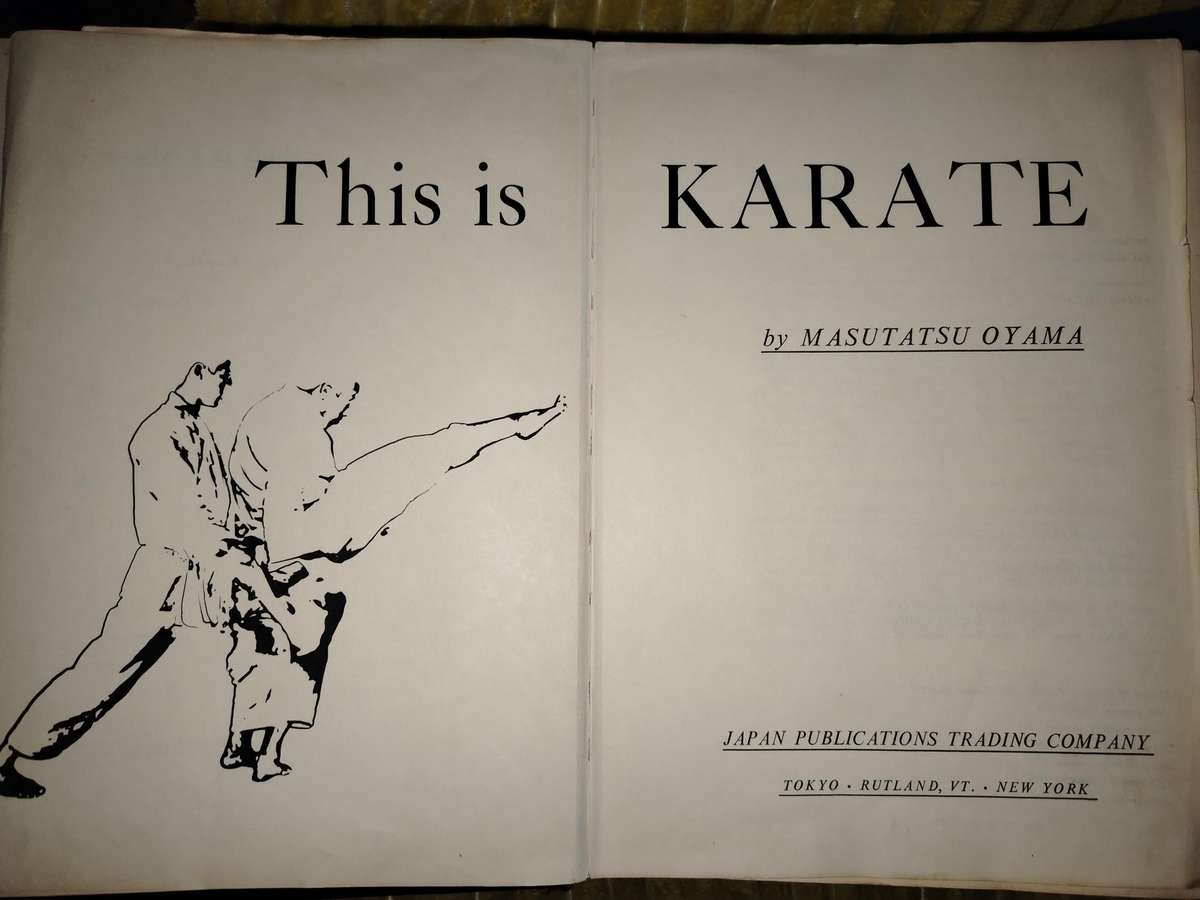 This is KARATE
by MASUTATSU OYAMA
JAPAN PUBLICATIONS TRADING COMPANY
TOKYO • RUTLAND, VT. • NEW YORK